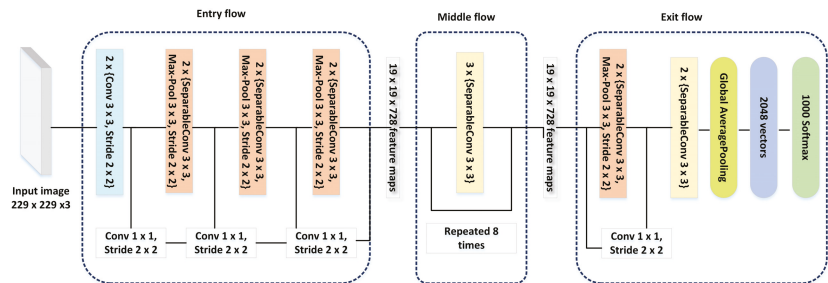 Entry flow
Middle flow
Exit flow
Input image
229 x 229 x3
2 x {Conv 3 x 3, Stride 2 x 2}
2 x {SeparableConv 3 x 3,
Max-Pool 3 x 3, Stride 2 x 2}
2 x {SeparableConv 3 x 3,
Max-Pool 3 x 3, Stride 2 x 2}
2 x {SeparableConv 3 x 3,
Max-Pool 3 x 3, Stride 2 x 2}
Conv 1 x 1,
Stride 2 x 2
Conv 1 x 1,
Stride 2 x 2
Conv 1 x 1,
Stride 2 x 2
19 x 19 x 728 feature maps
3 x {SeparableConv 3 x
3 x 3}
Repeated 8
times
19 x 19 x 728 feature maps
2 x {SeparableConv 3 x 3,
Max-Pool 3 x 3, Stride 2 x 2}
Conv 1 x 1,
Stride 2 x 2
2 x {SeparableConv 3 x 3}
Global AveragePooling
2048 vectors
1000 Softmax